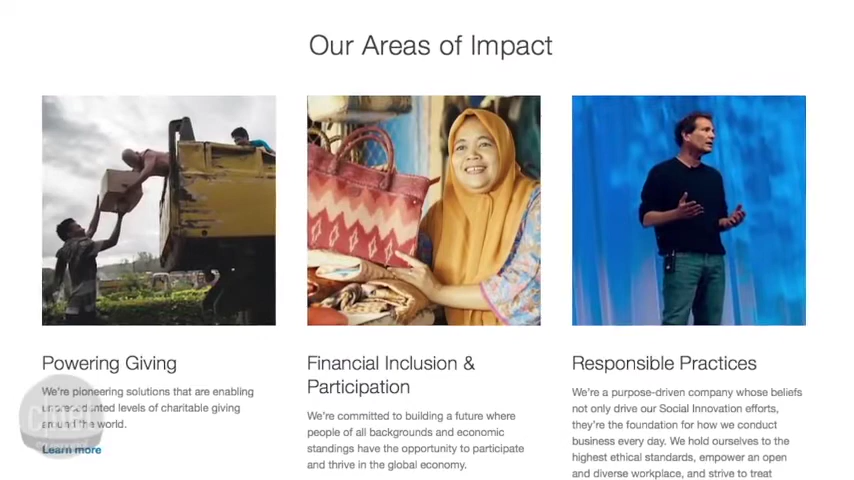 Our Areas of Impact
Powering Giving
We're pioneering solutions that are enabling
unprecedented levels of charitable giving
around the world.
Learn more
Financial Inclusion &
Participation
We're committed to building a future where
people of all backgrounds and economic
standings have the opportunity to participate
and thrive in the global economy.
Responsible Practices
We're a purpose-driven company whose beliefs
not only drive our Social Innovation efforts,
they're the foundation for how we conduct
business every day. We hold ourselves to the
highest ethical standards, empower an open
and diverse workplace, and strive to treat